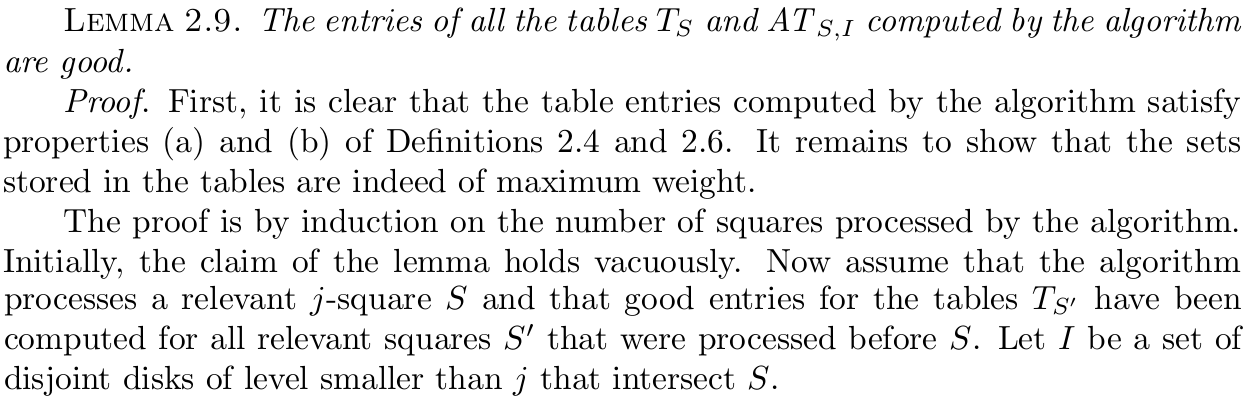 LEMMA 2.9. The entries of all the tables T_S and AT_{S,I} computed by the algorithm
are good.
Proof. First, it is clear that the table entries computed by the algorithm satisfy
properties (a) and (b) of Definitions 2.4 and 2.6. It remains to show that the sets
stored in the tables are indeed of maximum weight.
The proof is by induction on the number of squares processed by the algorithm.
Initially, the claim of the lemma holds vacuously. Now assume that the algorithm
processes a relevant j-square S and that good entries for the tables T_{S′} have been
computed for all relevant squares S′ that were processed before S. Let I be a set of
disjoint disks of level smaller than j that intersect S.